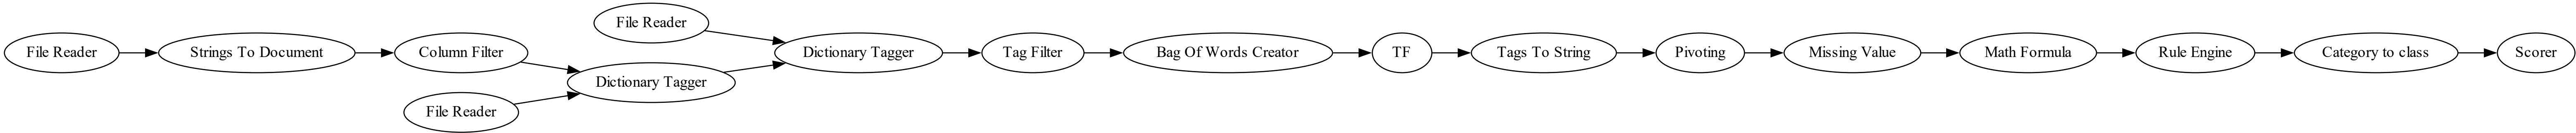 File Reader
Strings To Document
Column Filter
File Reader
Dictionary Tagger
File Reader
Dictionary Tagger
Tag Filter
Bag Of Words Creator
TF
Tags To String
Pivoting
Missing Value
Math Formula
Rule Engine
Category to class
Scorer